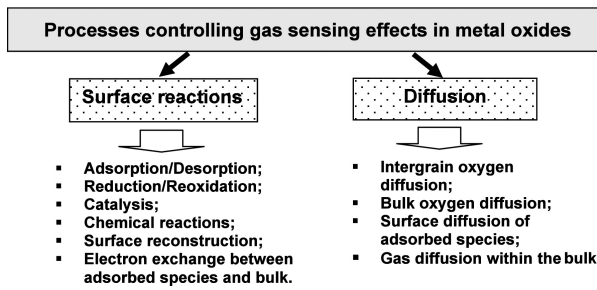 Processes controlling gas sensing effects in metal oxides
Surface reactions
▪ Adsorption/Desorption;
▪ Reduction/Reoxidation;
▪ Catalysis;
▪ Chemical reactions;
▪ Surface reconstruction;
▪ Electron exchange between
adsorbed species and bulk.
Diffusion
▪ Intergrain oxygen
diffusion;
▪ Bulk oxygen diffusion;
▪ Surface diffusion of
adsorbed species;
▪ Gas diffusion within the bulk